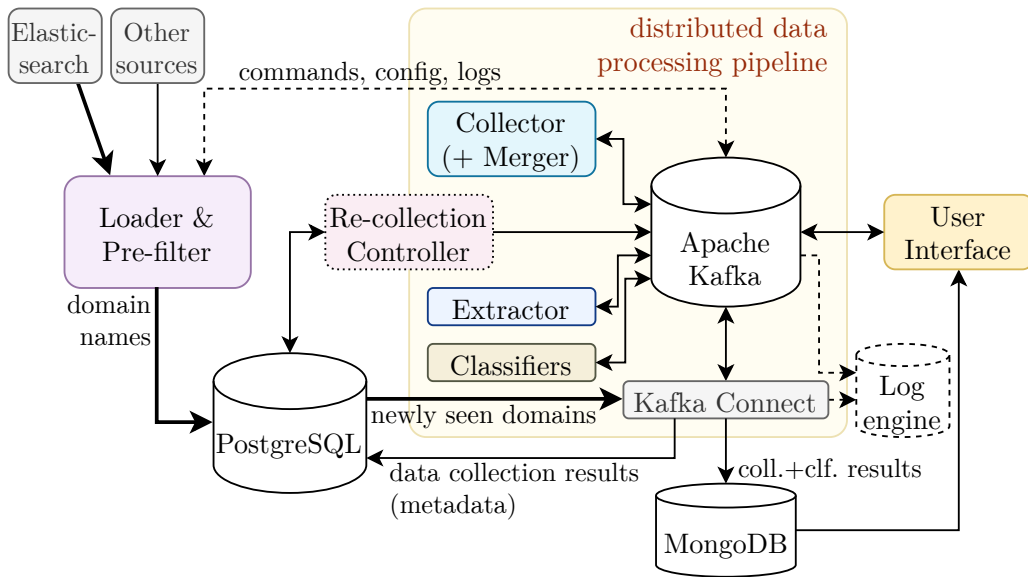 Elastic-
search
Other
sources
distributed data
processing pipeline
commands, config, logs
Collector
(+ Merger)
Loader &
Pre-filter
Re-collection
Controller
Apache
Kafka
User
Interface
domain
names
Extractor
Classifiers
Log
engine
PostgreSQL
newly seen domains
Kafka Connect
data collection results
(metadata)
coll.+clf. results
MongoDB